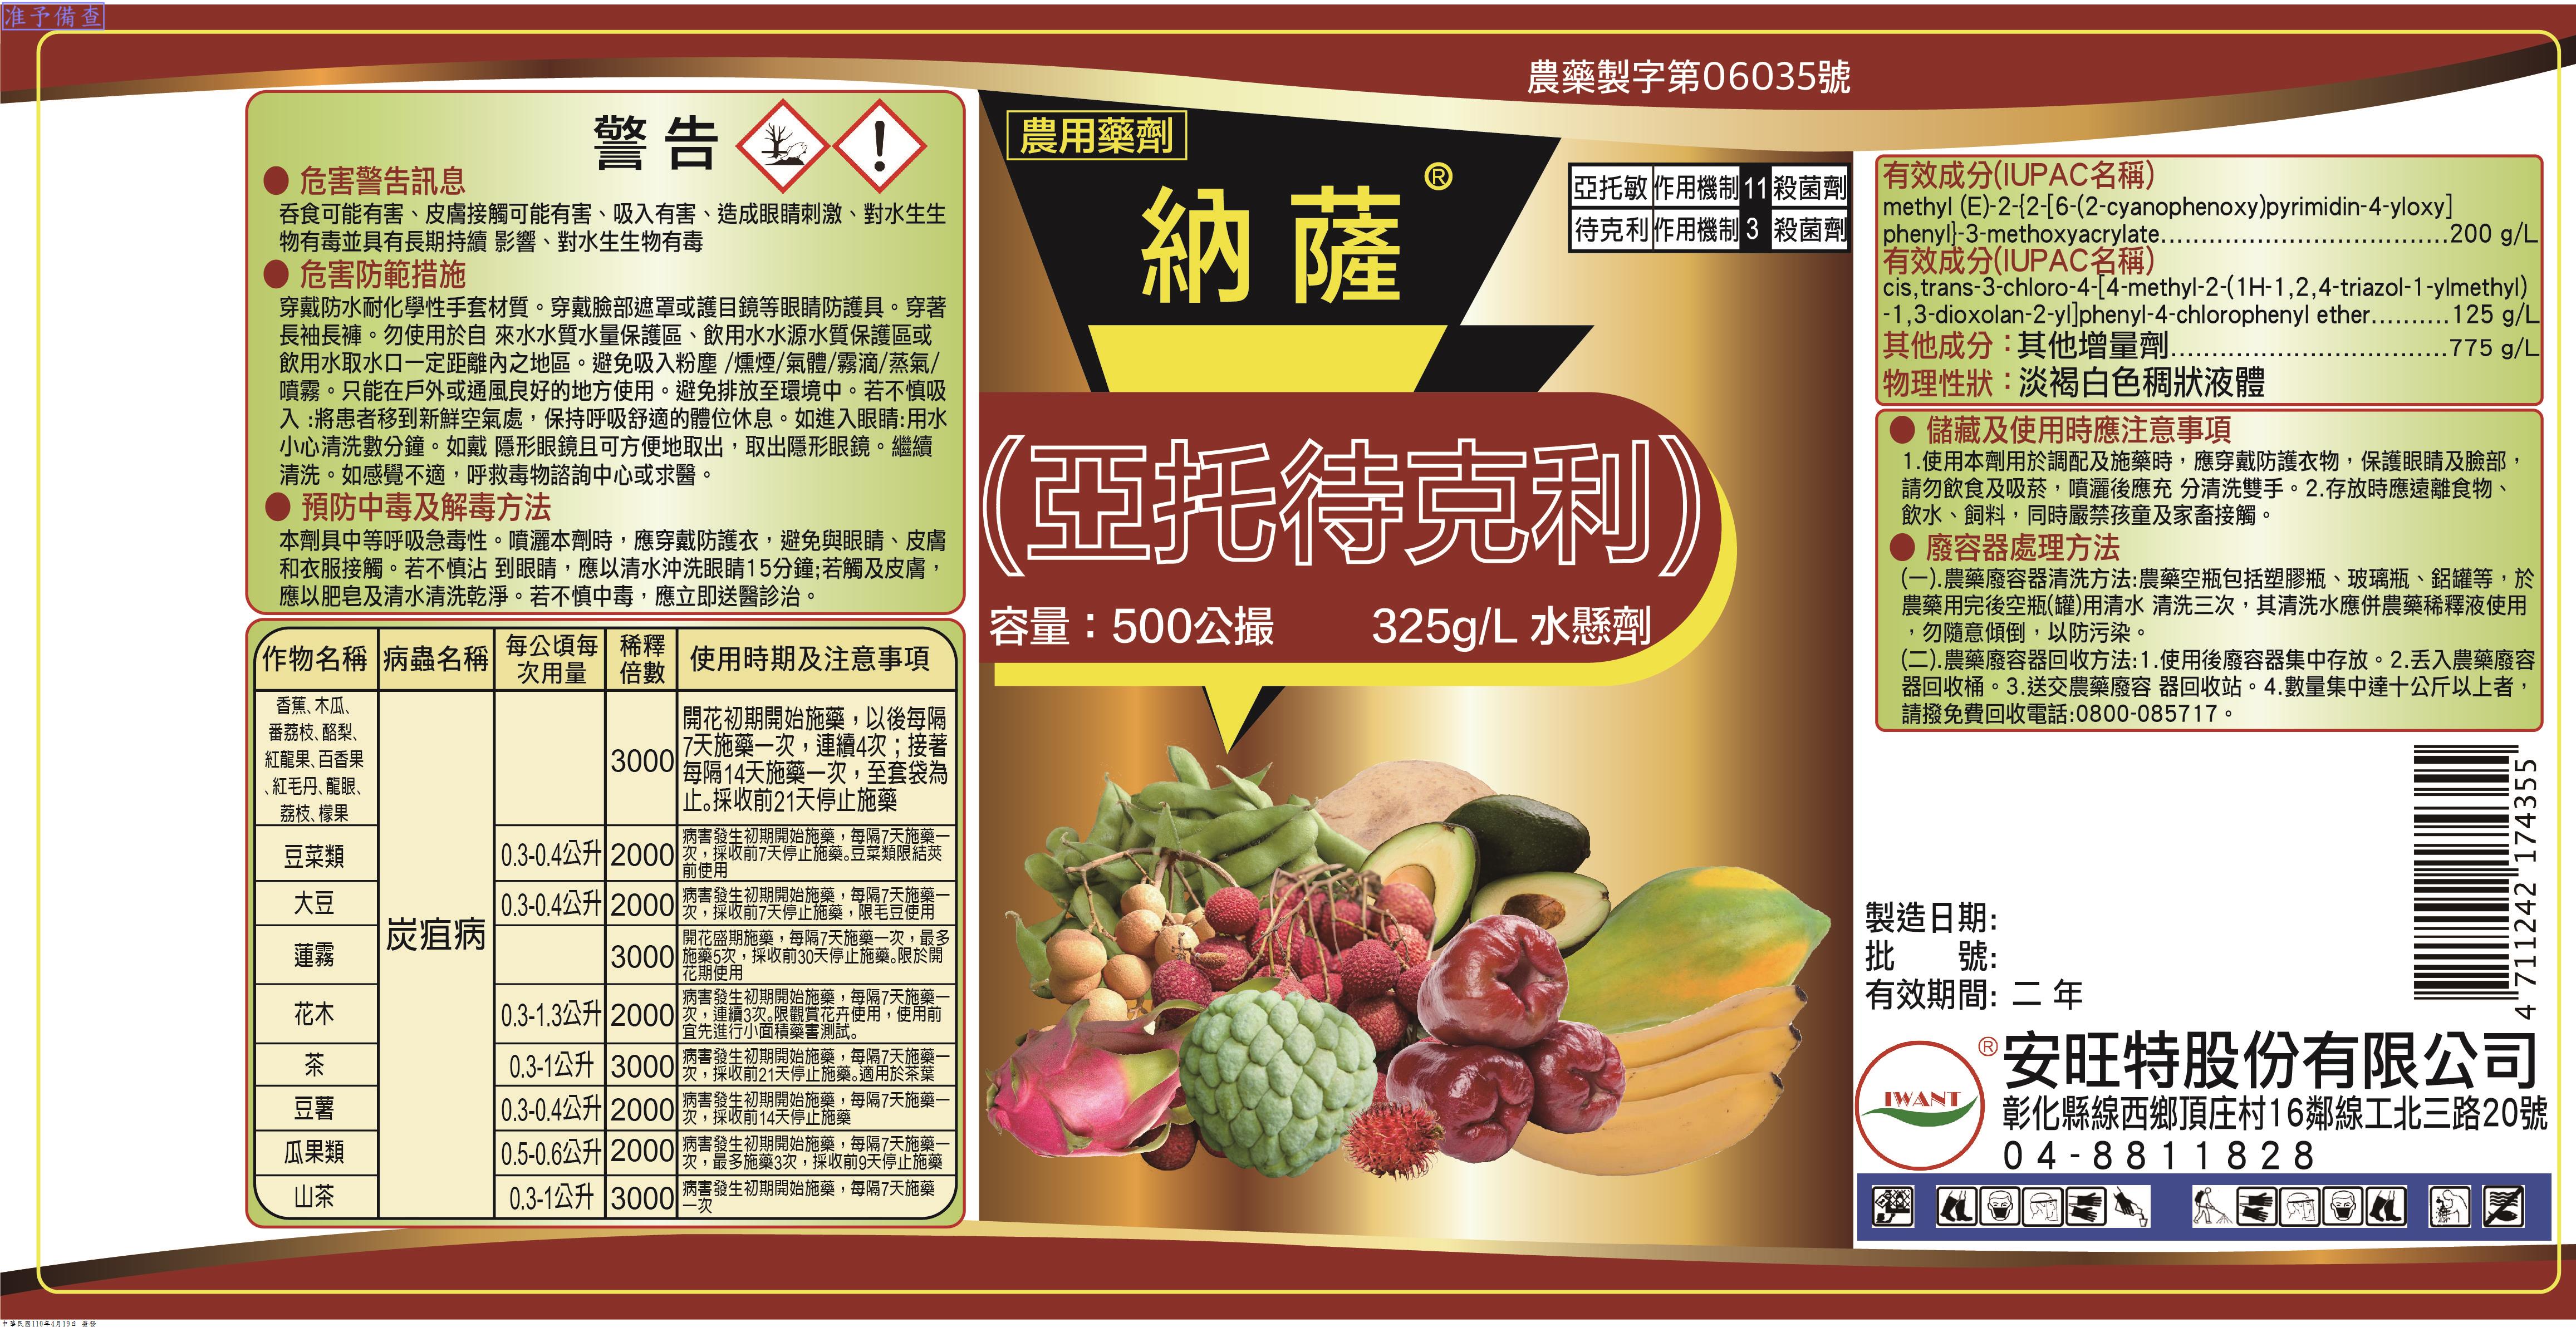 准予備查
農藥製字第06035號
警告
● 危害警告訊息
吞食可能有害、皮膚接觸可能有害、吸入有害、造成眼睛刺激、對水生生
物有毒並具有長期持續 影響、對水生生物有毒
● 危害防範措施
穿戴防水耐化學性手套材質。穿戴臉部遮罩或護目鏡等眼睛防護具。穿著
長袖長褲。勿使用於自 來水水質水量保護區、飲用水水源水質保護區或
飲用水取水口一定距離內之地區。避免吸入粉塵 /燻煙/氣體/霧滴/蒸氣/
噴霧。只能在戶外或通風良好的地方使用。避免排放至環境中。若不慎吸
入 :將患者移到新鮮空氣處，保持呼吸舒適的體位休息。如進入眼睛:用水
小心清洗數分鐘。如戴 隱形眼鏡且可方便地取出，取出隱形眼鏡。繼續
清洗。如感覺不適，呼救毒物諮詢中心或求醫。
● 預防中毒及解毒方法
本劑具中等呼吸急毒性。噴灑本劑時，應穿戴防護衣，避免與眼睛、皮膚
和衣服接觸。若不慎沾 到眼睛，應以清水沖洗眼睛15分鐘;若觸及皮膚，
應以肥皂及清水清洗乾淨。若不慎中毒，應立即送醫診治。
作物名稱 病蟲名稱 每公頃每次用量 稀釋倍數 使用時期及注意事項
炭疽病
香蕉、木瓜、
番荔枝、酪梨、
紅龍果、百香果
、紅毛丹、龍眼、
荔枝、檬果
3000
開花初期開始施藥，以後每隔
7天施藥一次，連續4次；接著
每隔14天施藥一次，至套袋為
止。採收前21天停止施藥
豆菜類 0.3-0.4公升 2000
病害發生初期開始施藥，每隔7天施藥一
次，採收前7天停止施藥。豆菜類限結莢
前使用
大豆 0.3-0.4公升 2000
病害發生初期開始施藥，每隔7天施藥一
次，採收前7天停止施藥，限毛豆使用
蓮霧 3000
開花盛期施藥，每隔7天施藥一次，最多
施藥5次，採收前30天停止施藥。限於開
花期使用
花木 0.3-1.3公升 2000
病害發生初期開始施藥，每隔7天施藥一
次，連續3次。限觀賞花卉使用，使用前
宜先進行小面積藥害測試。
茶 0.3-1公升 3000
病害發生初期開始施藥，每隔7天施藥一
次，採收前21天停止施藥。適用於茶葉
豆薯 0.3-0.4公升 2000
病害發生初期開始施藥，每隔7天施藥一
次，採收前14天停止施藥
瓜果類 0.5-0.6公升 2000
病害發生初期開始施藥，每隔7天施藥一
次，最多施藥3次，採收前9天停止施藥
山茶 0.3-1公升 3000
病害發生初期開始施藥，每隔7天施藥
一次
農用藥劑
納薩®
亞托敏 作用機制 11 殺菌劑
待克利 作用機制 3 殺菌劑
(亞托待克利)
容量：500公撮 325g/L 水懸劑
有效成分(IUPAC名稱)
methyl (E)-2-{2-[6-(2-cyanophenoxy)pyrimidin-4-yloxy]
phenyl}-3-methoxyacrylate...................................200 g/L
有效成分(IUPAC名稱)
cis,trans-3-chloro-4-[4-methyl-2-(1H-1,2,4-triazol-1-ylmethyl)
-1,3-dioxolan-2-yl]phenyl-4-chlorophenyl ether..........125 g/L
其他成分：其他增量劑..................................775 g/L
物理性狀：淡褐白色稠狀液體
● 儲藏及使用時應注意事項
1.使用本劑用於調配及施藥時，應穿戴防護衣物，保護眼睛及臉部，
請勿飲食及吸菸，噴灑後應充 分清洗雙手。2.存放時應遠離食物、
飲水、飼料，同時嚴禁孩童及家畜接觸。
● 廢容器處理方法
(一).農藥廢容器清洗方法:農藥空瓶包括塑膠瓶、玻璃瓶、鋁罐等，於
農藥用完後空瓶(罐)用清水 清洗三次，其清洗水應併農藥稀釋液使用
，勿隨意傾倒，以防污染。
(二).農藥廢容器回收方法:1.使用後廢容器集中存放。2.丟入農藥廢容
器回收桶。3.送交農藥廢容 器回收站。4.數量集中達十公斤以上者，
請撥免費回收電話:0800-085717。
4 711242 174355
製造日期:
批 號:
有效期間: 二年
IWANT
®安旺特股份有限公司
彰化縣線西鄉頂庄村16鄰線工北三路20號
04-8811828
中華民國110年4月19日 簽發